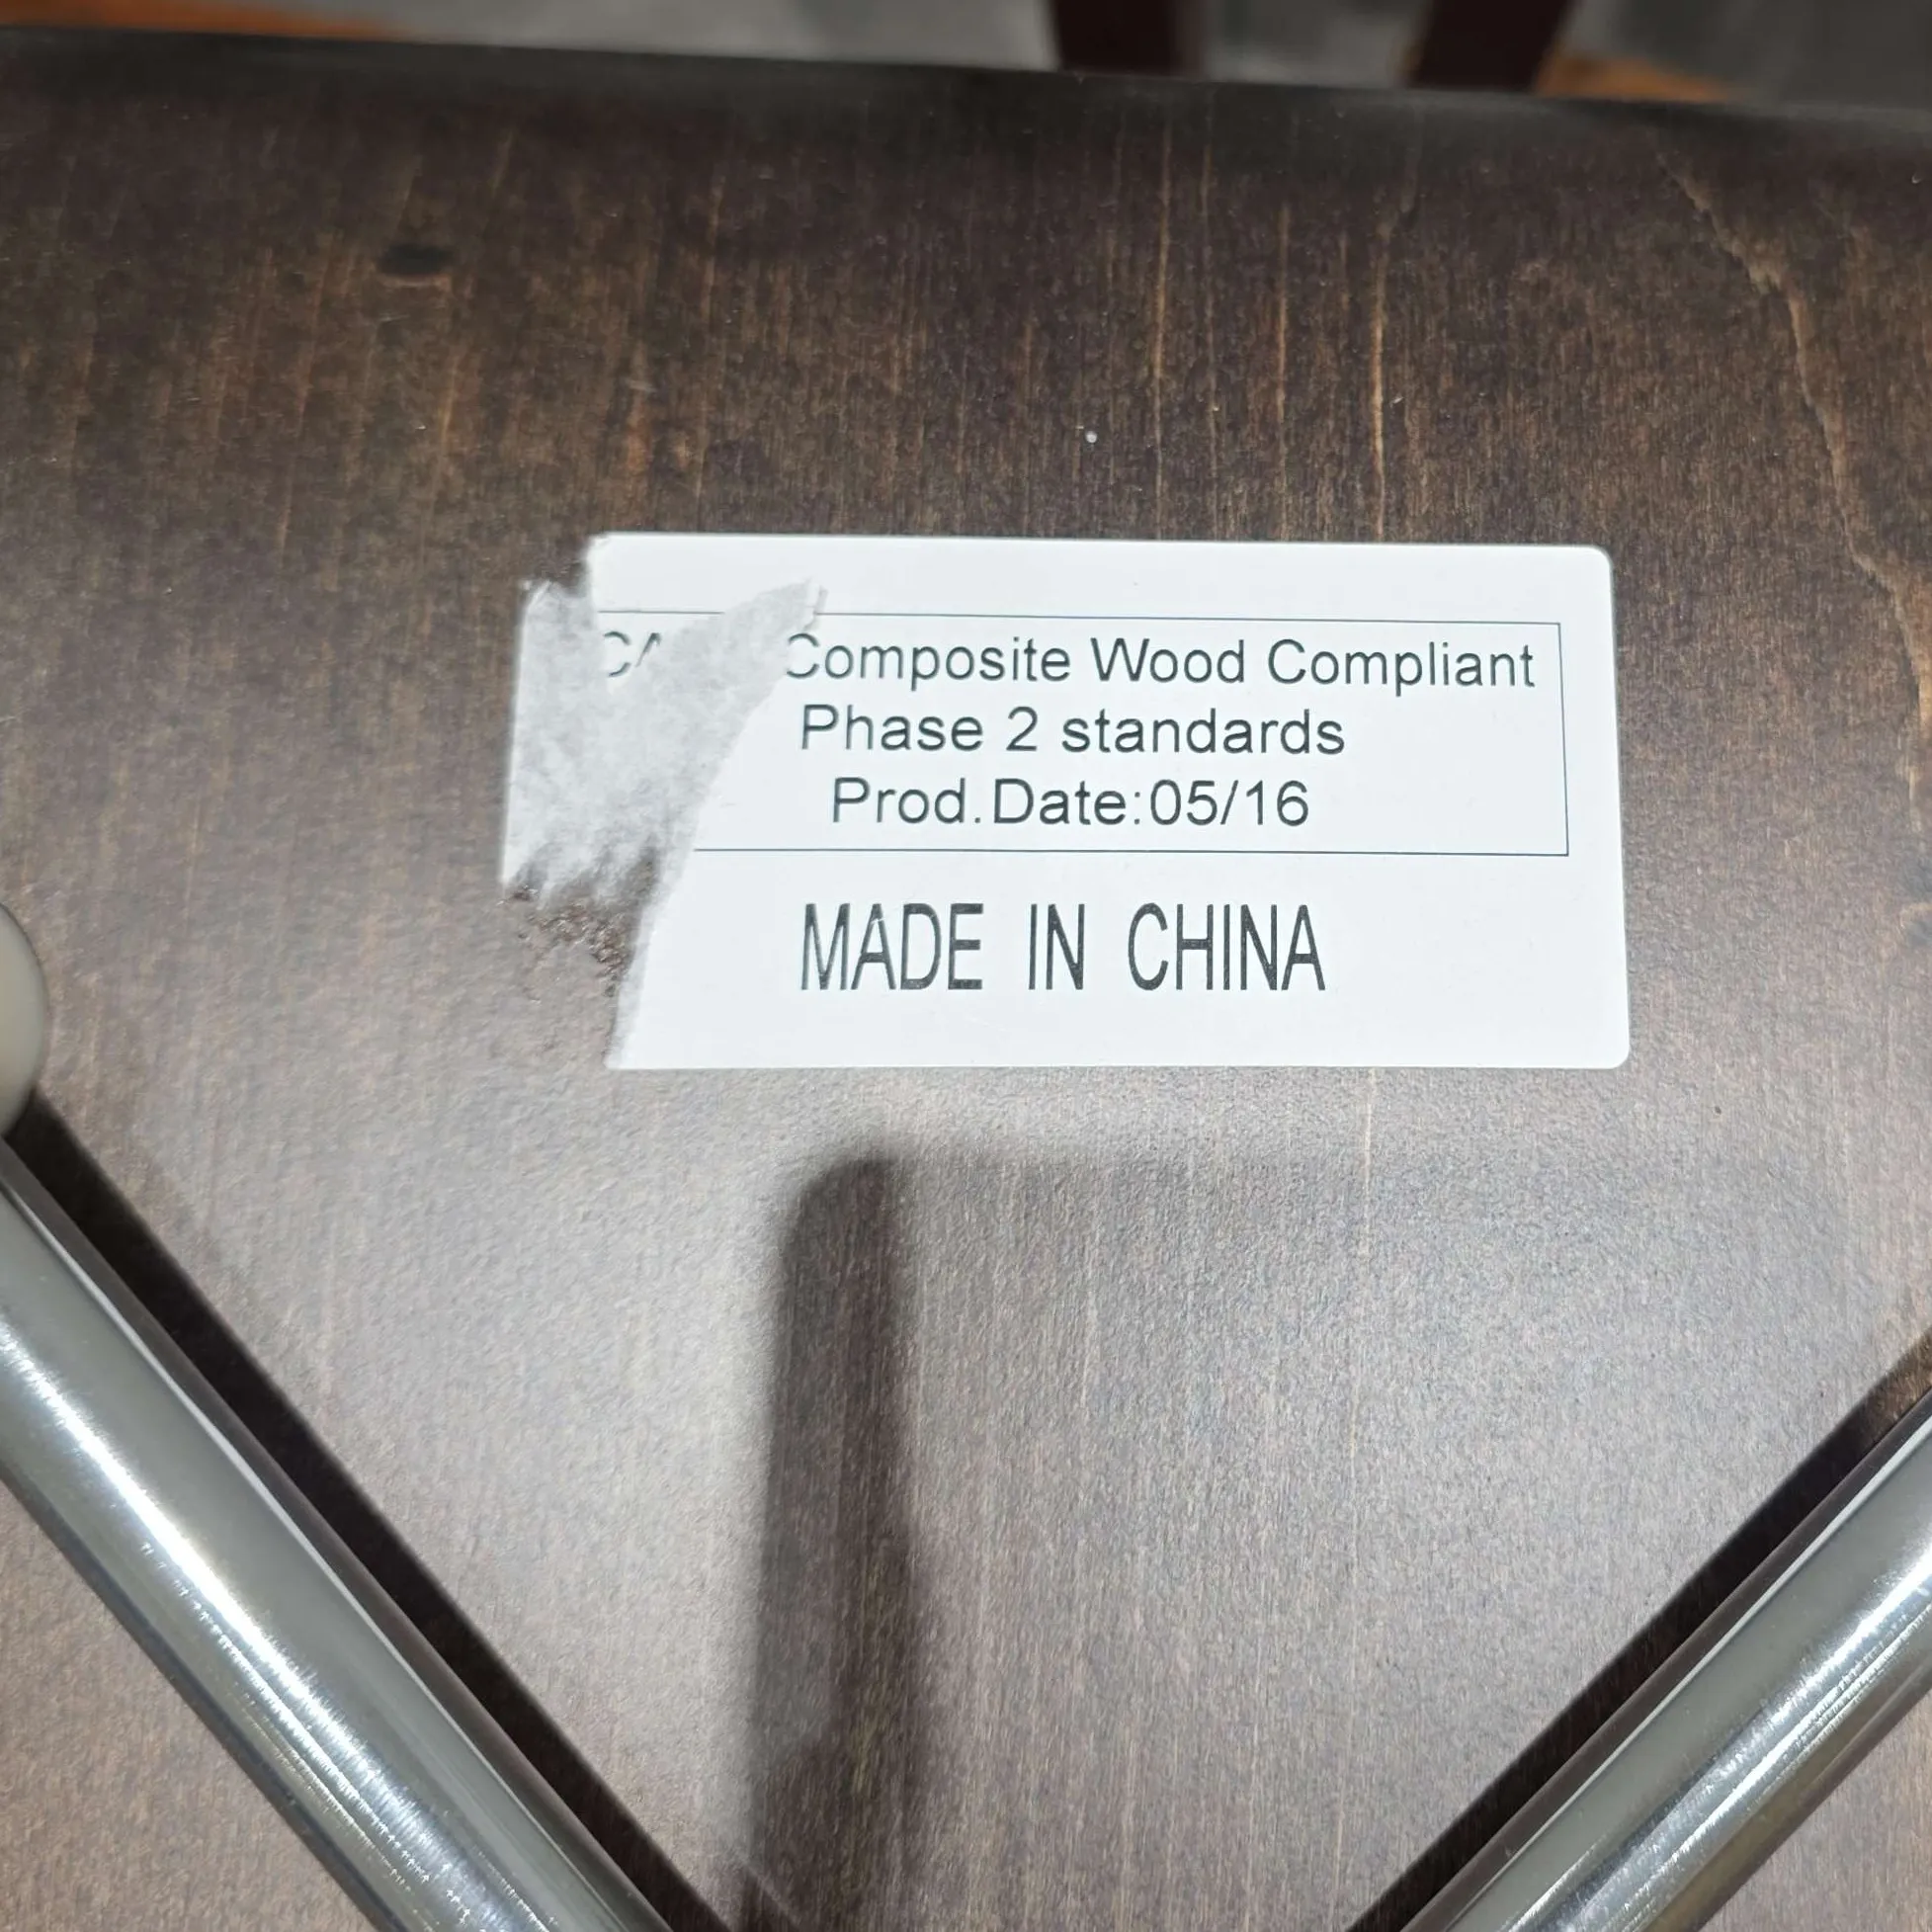 Composite Wood Compliant
Phase 2 standards
Prod.Date:05/16
MADE IN CHINA